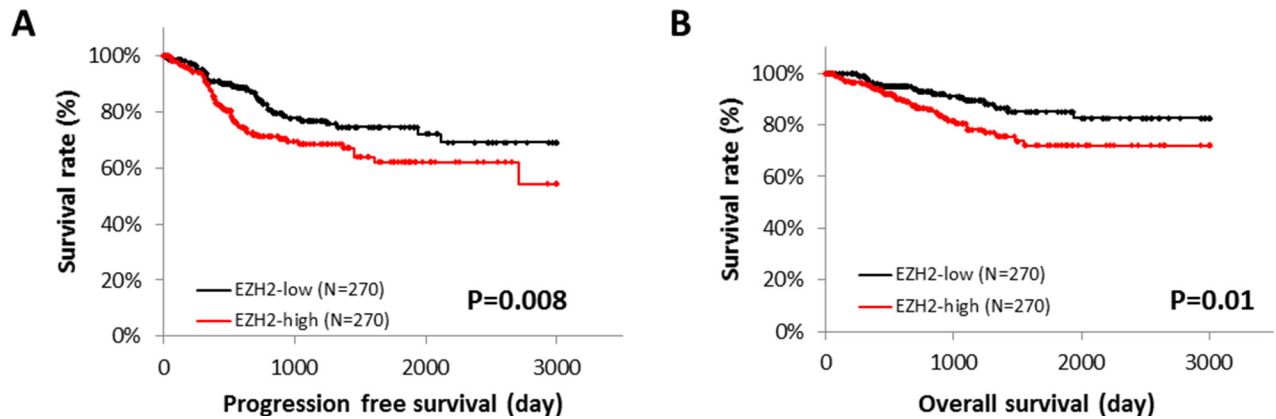 A
Survival rate (%)
100%
80%
60%
40%
20%
0%
EZH2-low (N=270)
EZH2-high (N=270)
P=0.008
0 1000 2000 3000
Progression free survival (day)
B
Survival rate (%)
100%
80%
60%
40%
20%
0%
EZH2-low (N=270)
EZH2-high (N=270)
P=0.01
0 1000 2000 3000
Overall survival (day)